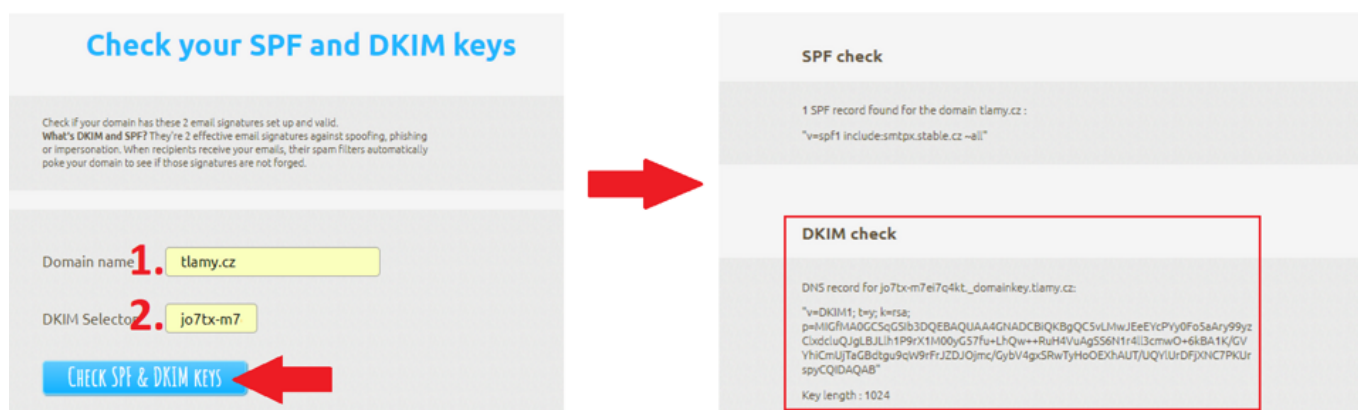 Check your SPF and DKIM keys
Check if your domain has these 2 email signatures set up and valid.
What's DKIM and SPF? They're 2 effective email signatures against spoofing, phishing
or impersonation. When recipients receive your emails, their spam filters automatically
poke your domain to see if those signatures are not forged.
Domain name 1. tlamy.cz
DKIM Selector 2. jo7tx-m7
CHECK SPF & DKIM KEYS
SPF check
1 SPF record found for the domain tlamy.cz :
"v=spf1 include:smtpx.stable.cz ~all"
DKIM check
DNS record for jo7tx-m7ei7q4kt._domainkey.tlamy.cz:
"v=DKIM1; t=y; k=rsa;
Key length : 1024